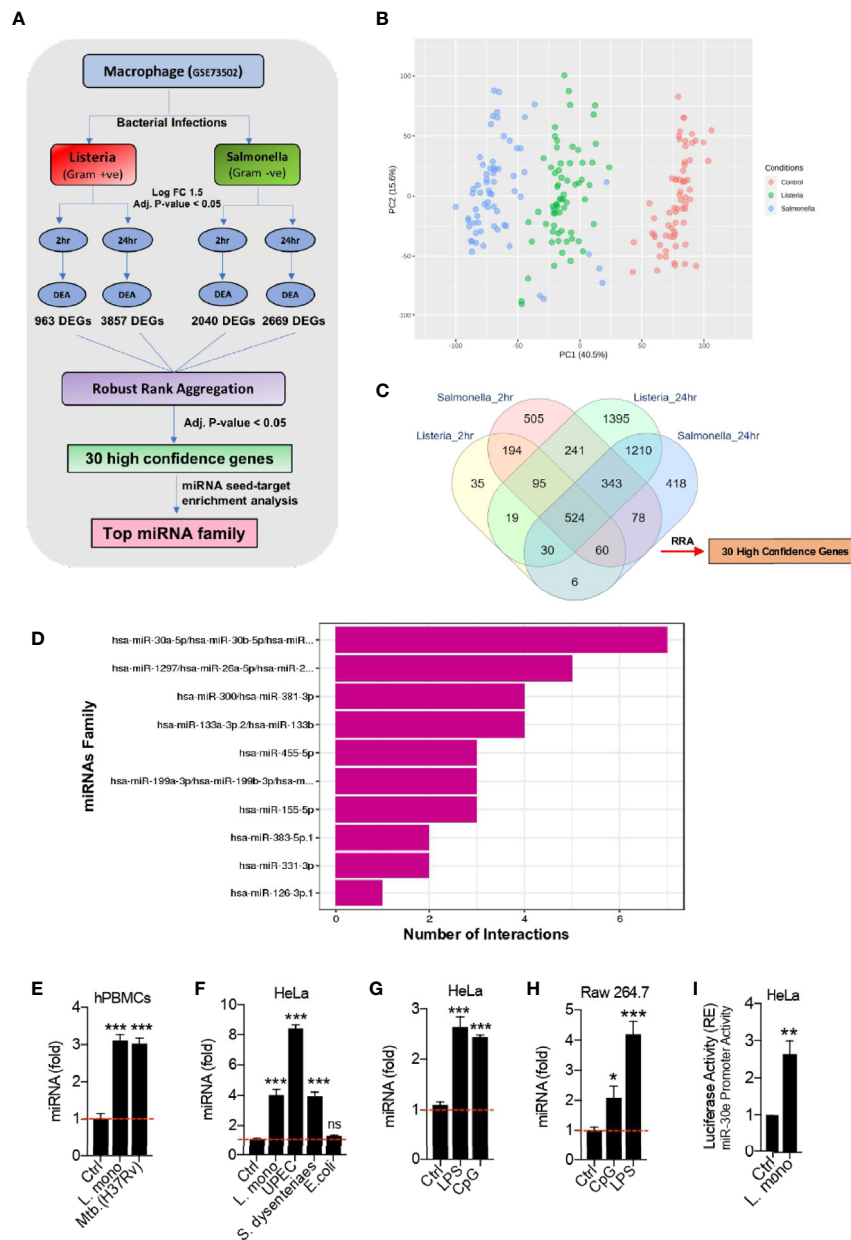 A
Macrophage (GSE73502)
Bacterial Infections
Listeria
(Gram +ve)
Salmonella
(Gram -ve)
Log FC 1.5
Adj. P-value < 0.05
2hr
24hr
2hr
24hr
DEA
DEA
DEA
DEA
963 DEGs
3857 DEGs
2040 DEGs
2669 DEGs
Robust Rank Aggregation
Adj. P-value < 0.05
30 high confidence genes
miRNA seed-target
enrichment analysis
Top miRNA family
B
100
50
0
-50
-100
PC2 (15.6%)
-100
-50
0
50
100
PC1 (40.5%)
Conditions
Control
Listeria
Salmonella
C
Salmonella_2hr
Listeria_24hr
Listeria_2hr
Salmonella_24hr
505
1395
194
241
1210
35
95
343
418
19
524
78
30
60
6
RRA
30 High Confidence Genes
D
miRNAs Family
hsa-miR-30a-5p/hsa-miR-30b-5p/hsa-miR...
hsa-miR-1297/hsa-miR-26a-5p/hsa-miR-2...
hsa-miR-300/hsa-miR-381-3p
hsa-miR-133a-3p.2/hsa-miR-133b
hsa-miR-455-5p
hsa-miR-199a-3p/hsa-miR-199b-3p/hsa-m...
hsa-miR-155-5p
hsa-miR-383-5p.1
hsa-miR-331-3p
hsa-miR-126-3p.1
0
2
4
6
Number of Interactions
E
hPBMCs
miRNA (fold)
4
3
2
1
0
*** ***
Ctrl
L. mono
Mtb.(H37Rv)
F
HeLa
miRNA (fold)
10
8
6
4
2
0
***
***
***
ns
Ctrl
L. mono
UPEC
S. dysenteriaes
E.coli
G
HeLa
miRNA (fold)
3
2
1
0
***
***
Ctrl
LPS
CpG
H
Raw 264.7
miRNA (fold)
5
4
3
2
1
0
*
***
Ctrl
CpG
LPS
I
HeLa
Luciferase Activity (RE)
miR-30e Promoter Activity
4
3
2
1
0
**
Ctrl
L. mono